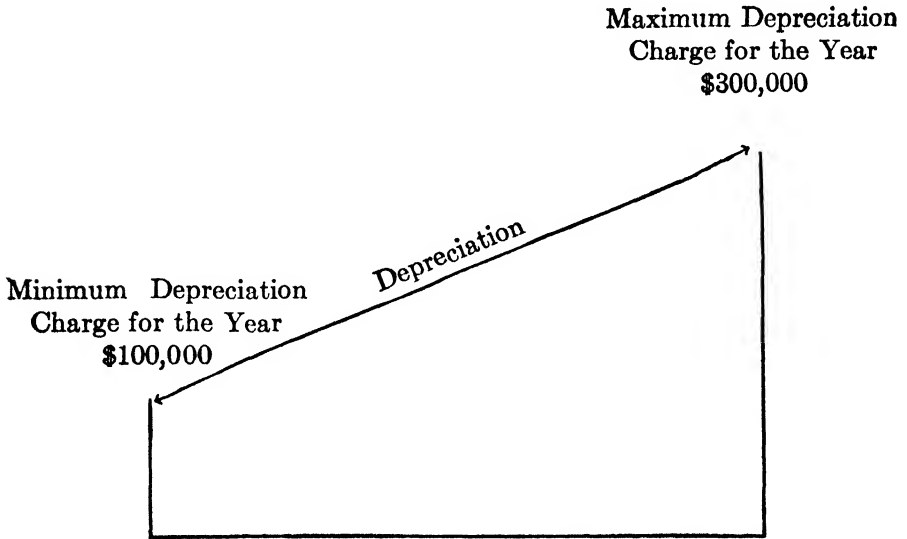 Maximum Depreciation
Charge for the Year
$300,000
Depreciation
Minimum Depreciation
Charge for the Year
$100,000